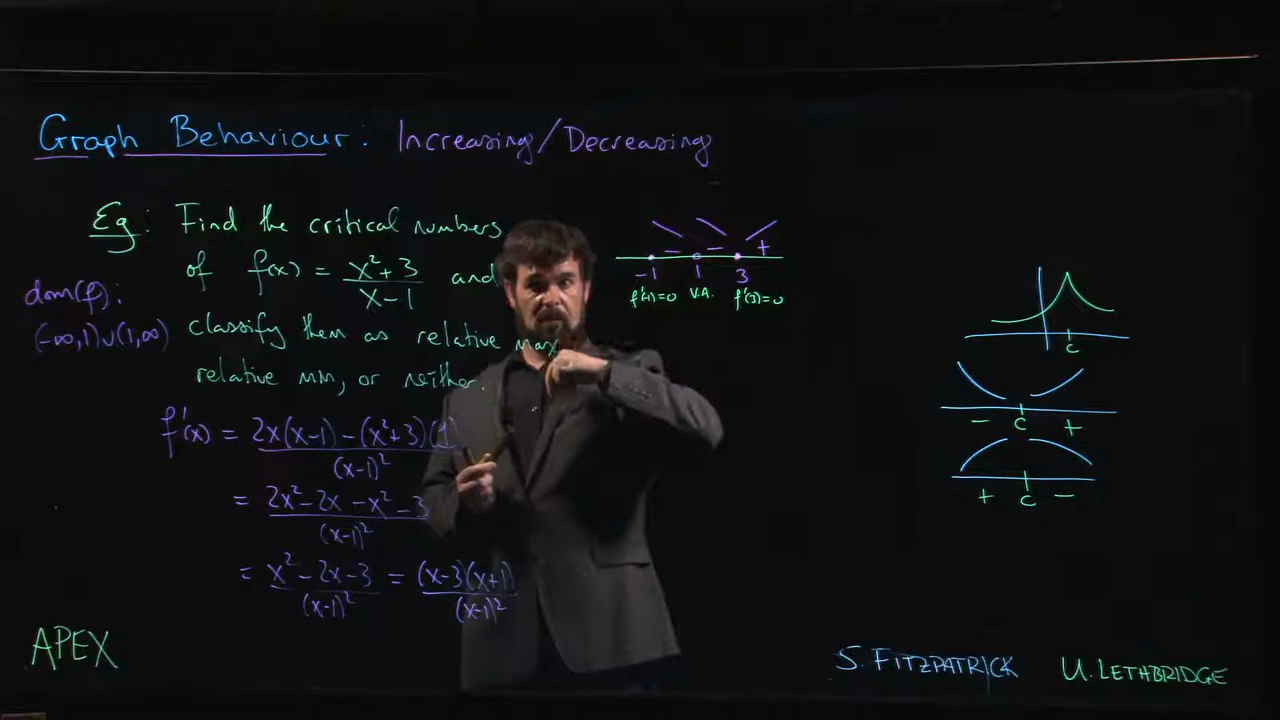 Graph Behaviour: Increasing/Decreasing
Eg: Find the critical numbers
of f(x) = (x²+3)/(x-1) and
classify them as relative max
relative min, or neither.
dom(f):
(-∞,1)∪(1,∞)
f'(x) = (2x(x-1)-(x²+3)(1))/(x-1)²
= (2x²-2x-x²-3)/(x-1)²
= (x²-2x-3)/(x-1)² = (x-3)(x+1)/(x-1)²
- - +
-1 1 3
f'(-1)=0 V.A. f'(3)=0
c
- c +
+ c -
APEX
S. FITZPATRICK U. LETHBRIDGE